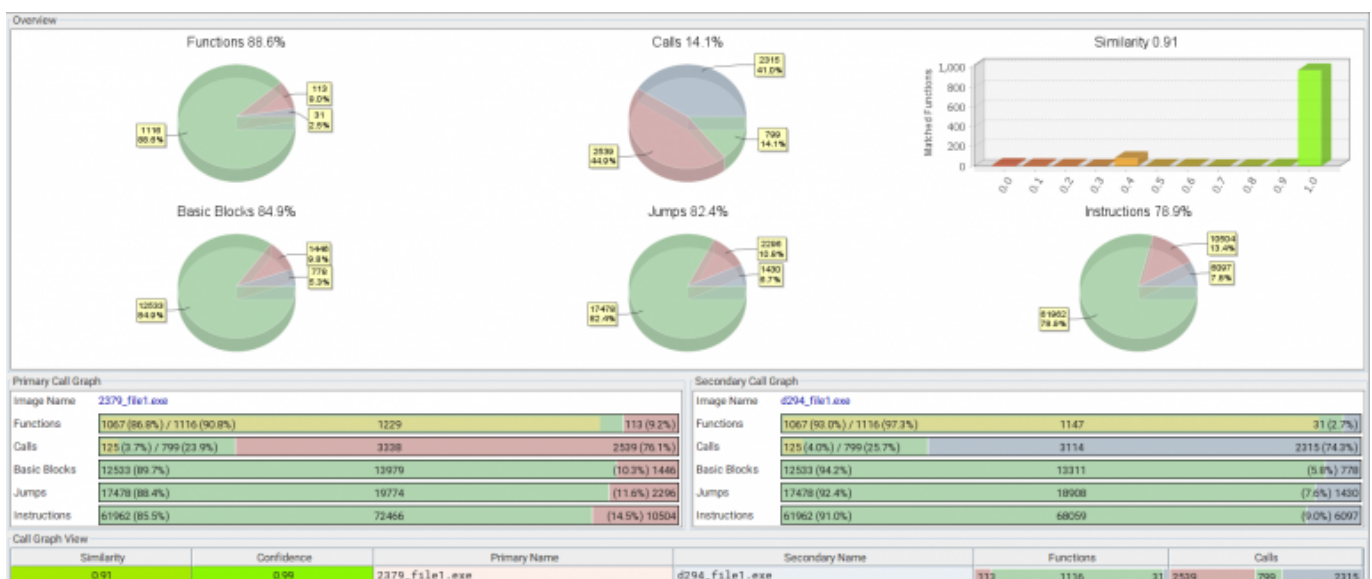 Overview
Functions 88.6%
Calls 14.1%
Similarity 0.91
113
9.0%
31
2.5%
1116
88.6%
2315
41.0%
799
14.1%
2539
44.9%
Matched Functions
1,000
800
600
400
200
0
0.0 0.1 0.2 0.3 0.4 0.5 0.6 0.7 0.8 0.9 1.0
Basic Blocks 84.9%
Jumps 82.4%
Instructions 78.9%
1446
9.8%
778
5.3%
12533
84.9%
2296
10.8%
1430
6.7%
17478
82.4%
10504
13.4%
6097
7.8%
61962
78.9%
Primary Call Graph
Image Name 2379_file1.exe
Functions 1067 (86.8%) / 1116 (90.8%) 1229 113 (9.2%)
Calls 125 (3.7%) / 799 (23.9%) 3338 2539 (76.1%)
Basic Blocks 12533 (89.7%) 13979 (10.3%) 1446
Jumps 17478 (88.4%) 19774 (11.6%) 2296
Instructions 61962 (85.5%) 72466 (14.5%) 10504
Secondary Call Graph
Image Name d294_file1.exe
Functions 1067 (93.0%) / 1116 (97.3%) 1147 31 (2.7%)
Calls 125 (4.0%) / 799 (25.7%) 3114 2315 (74.3%)
Basic Blocks 12533 (94.2%) 13311 (5.8%) 778
Jumps 17478 (92.4%) 18908 (7.6%) 1430
Instructions 61962 (91.0%) 68059 (9.0%) 6097
Call Graph View
Similarity Confidence Primary Name Secondary Name Functions Calls
0.91 0.99 2379_file1.exe d294_file1.exe 113 1116 31 2539 799 2315